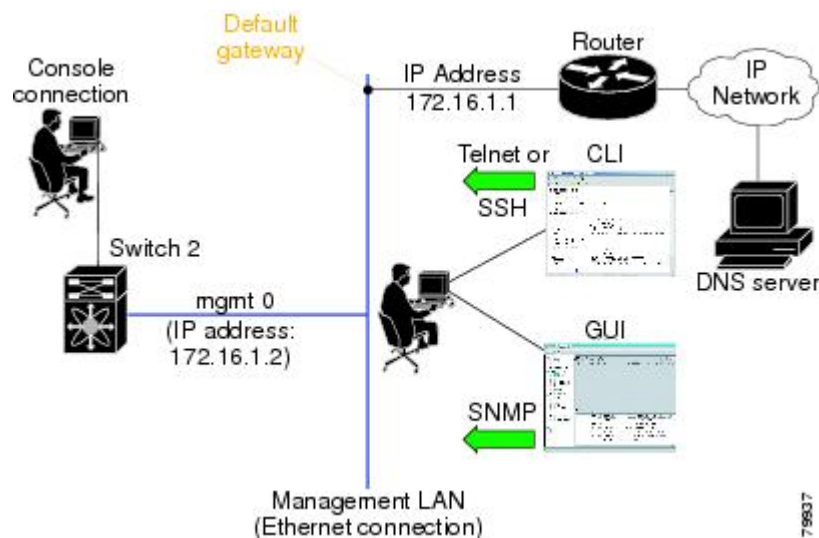 Default
gateway
Console
connection
IP Address
172.16.1.1
Router
IP
Network
Telnet or
SSH
CLI
Switch 2
mgmt 0
(IP address:
172.16.1.2)
DNS server
GUI
SNMP
Management LAN
(Ethernet connection)
79937